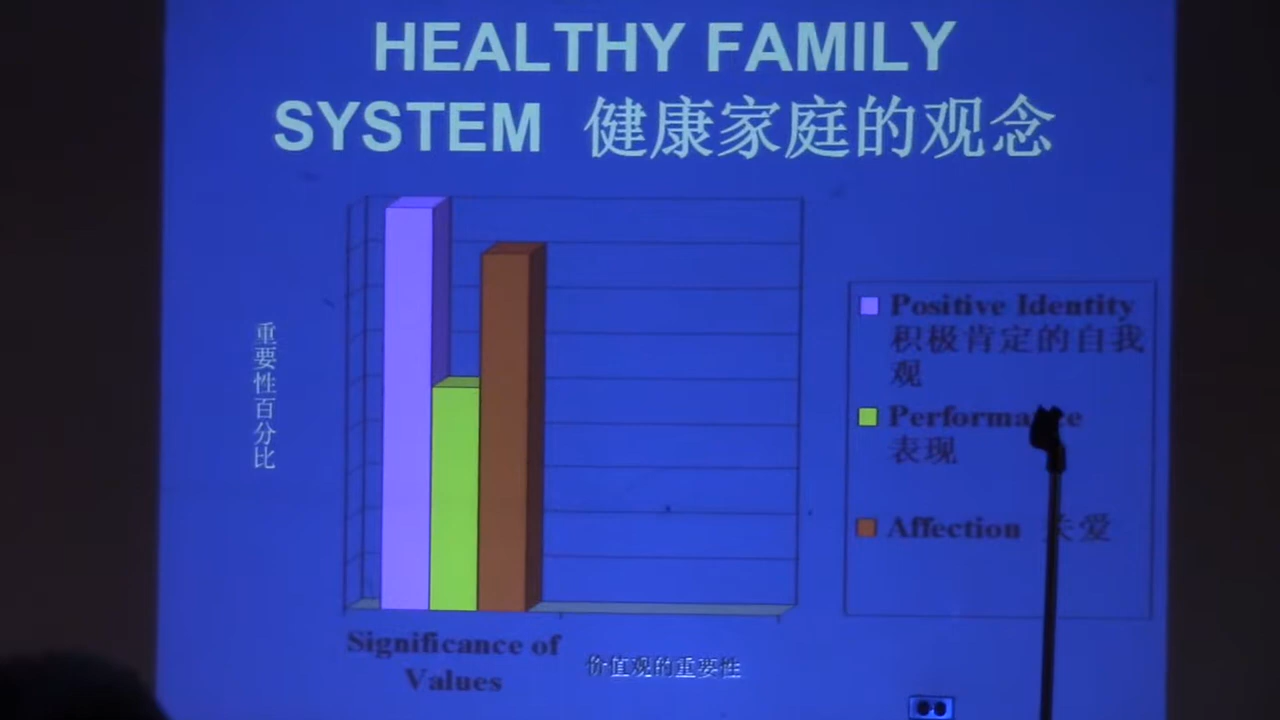 HEALTHY FAMILY
SYSTEM 健康家庭的观念
重要性百分比
Positive Identity
积极肯定的自我
观
表现
Affection 关爱
Significance of
Values
价值观的重要性